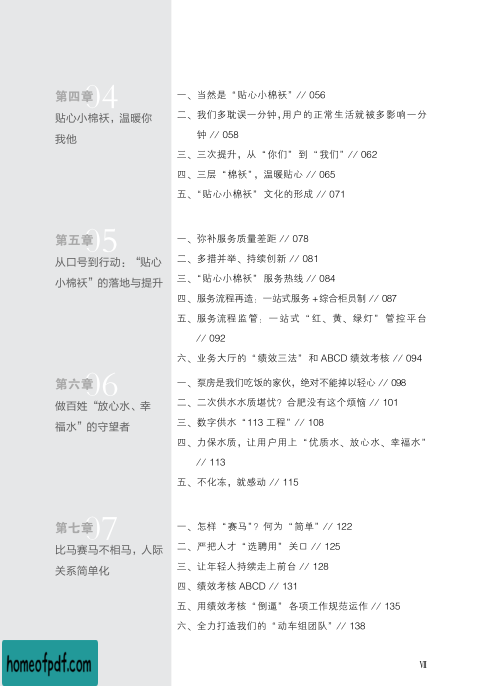 第四章 04
贴心小棉袄，温暖你
我他
一、当然是“贴心小棉袄”// 056
二、我们多耽误一分钟，用户的正常生活就被多影响一分
钟 // 058
三、三次提升，从“你们”到“我们”// 062
四、三层“棉袄”，温暖贴心 // 065
五、“贴心小棉袄”文化的形成 // 071
第五章 05
从口号到行动：“贴心
小棉袄”的落地与提升
一、弥补服务质量差距 // 078
二、多措并举、持续创新 // 081
三、“贴心小棉袄”服务热线 // 084
四、服务流程再造：一站式服务 + 综合柜员制 // 087
五、服务流程监管：一站式“红、黄、绿灯”管控平台
// 092
六、业务大厅的“绩效三法”和 ABCD 绩效考核 // 094
第六章 06
做百姓“放心水、幸
福水”的守望者
一、泵房是我们吃饭的家伙，绝对不能掉以轻心 // 098
二、二次供水水质堪忧？合肥没有这个烦恼 // 101
三、数字供水“113 工程”// 108
四、力保水质，让用户用上“优质水、放心水、幸福水”
// 113
五、不化冻，就感动 // 115
第七章 07
比马赛马不相马，人际
关系简单化
一、怎样“赛马”？何为“简单”// 122
二、严把人才“选聘用”关口 // 125
三、让年轻人持续走上前台 // 128
四、绩效考核 ABCD // 131
五、用绩效考核“倒逼”各项工作规范运作 // 135
六、全力打造我们的“动车组团队”// 138
homeofpdf.com
VII